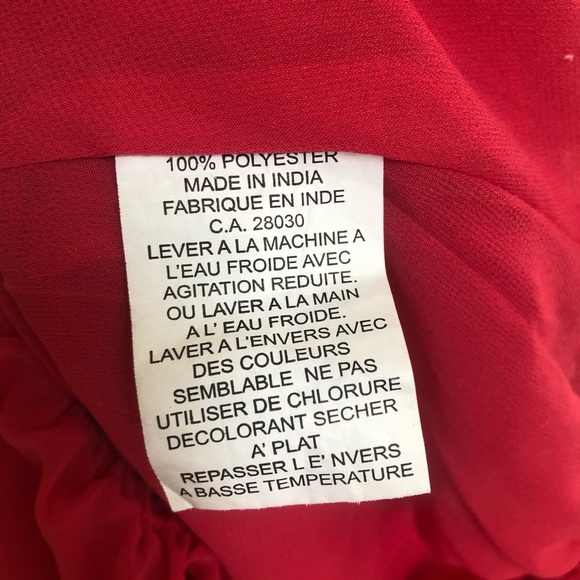 100% POLYESTER
MADE IN INDIA
FABRIQUE EN INDE
C.A. 28030
LEVER A LA MACHINE A
L'EAU FROIDE AVEC
AGITATION REDUITE.
OU LAVER A LA MAIN
A L' EAU FROIDE.
LAVER A L'ENVERS AVEC
DES COULEURS
SEMBLABLE NE PAS
UTILISER DE CHLORURE
DECOLORANT SECHER
A' PLAT
REPASSER L E' NVERS
A BASSE TEMPERATURE